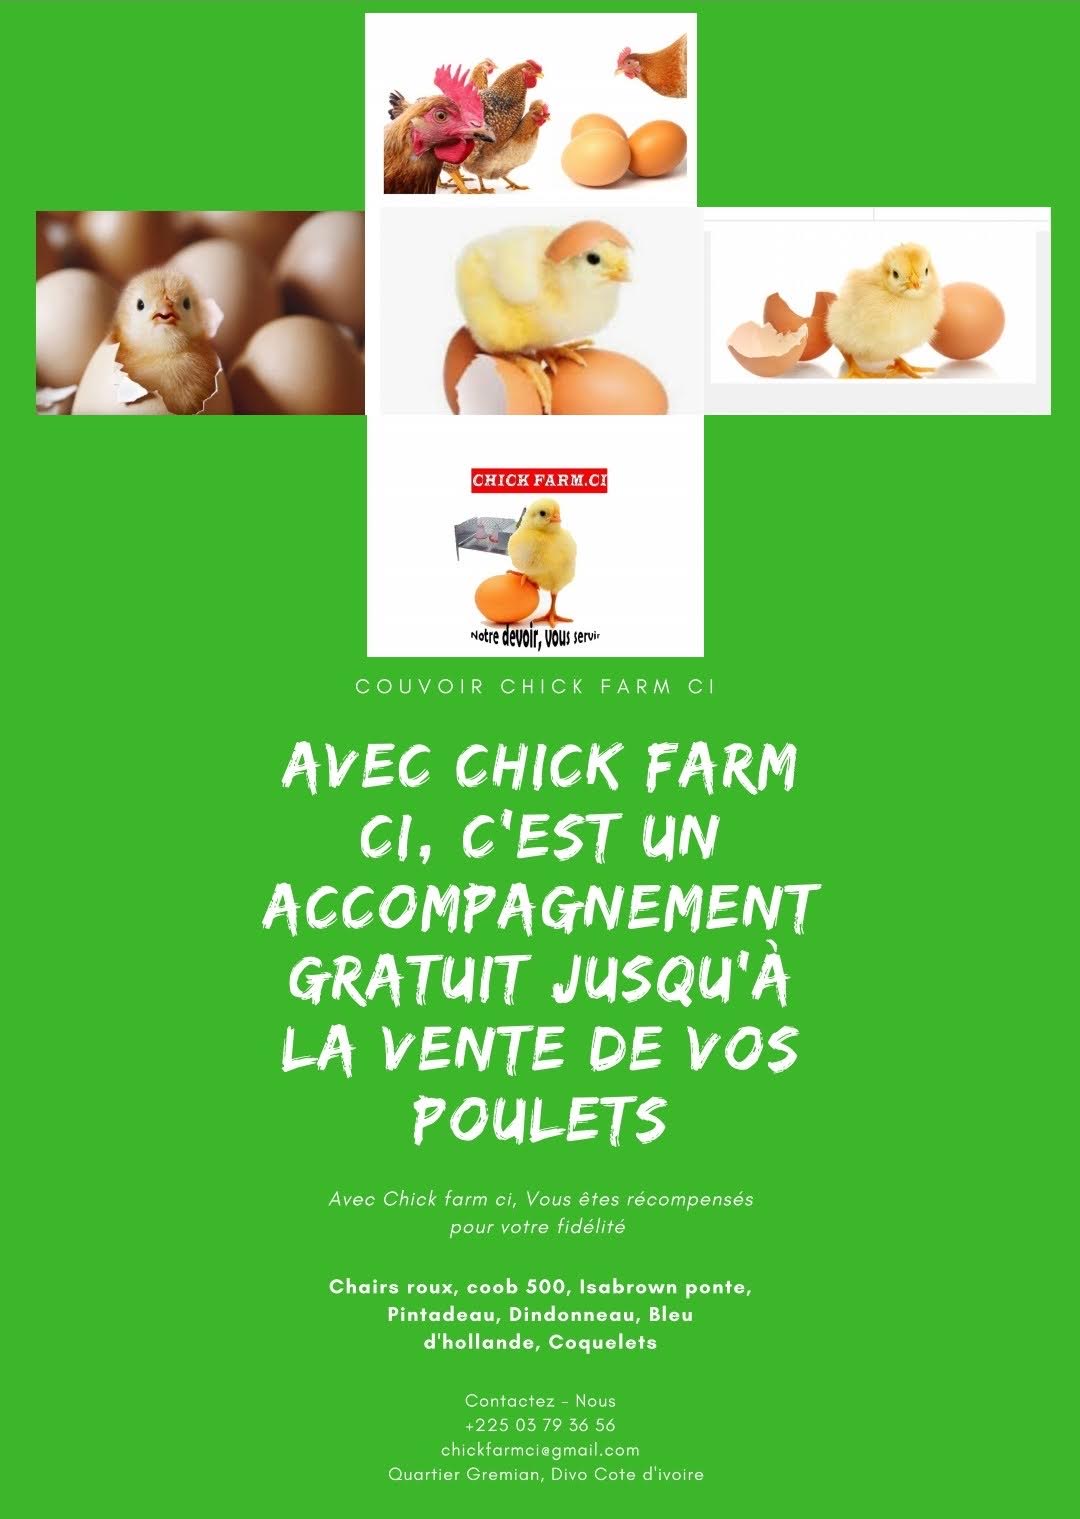 CHICK FARM.CI
Notre devoir, vous servir
COUVOIR CHICK FARM CI
AVEC CHICK FARM
CI, C'EST UN
ACCOMPAGNEMENT
GRATUIT JUSQU'À
LA VENTE DE VOS
POULETS
Avec Chick farm ci, Vous êtes récompensés
pour votre fidélité
Chairs roux, coob 500, Isabrown ponte,
Pintadeau, Dindonneau, Bleu
d'hollande, Coquelets
Contactez - Nous
+225 03 79 36 56
chickfarmci@gmail.com
Quartier Gremian, Divo Cote d'ivoire